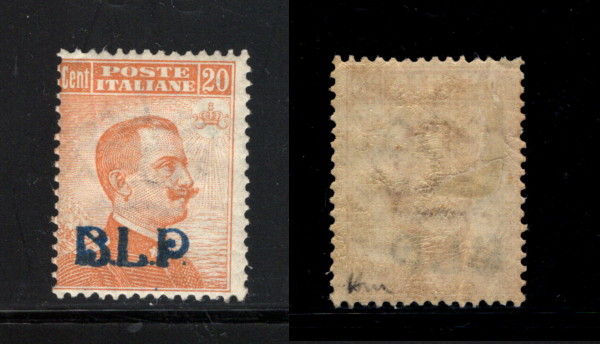 Cent POSTE 20
ITALIANE
B.L.P.